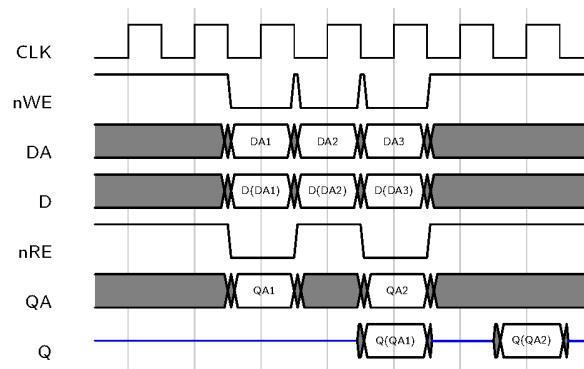 CLK
nWE
DA DA1 DA2 DA3
D D(DA1) D(DA2) D(DA3)
nRE
QA QA1 QA2
Q Q(QA1) Q(QA2)